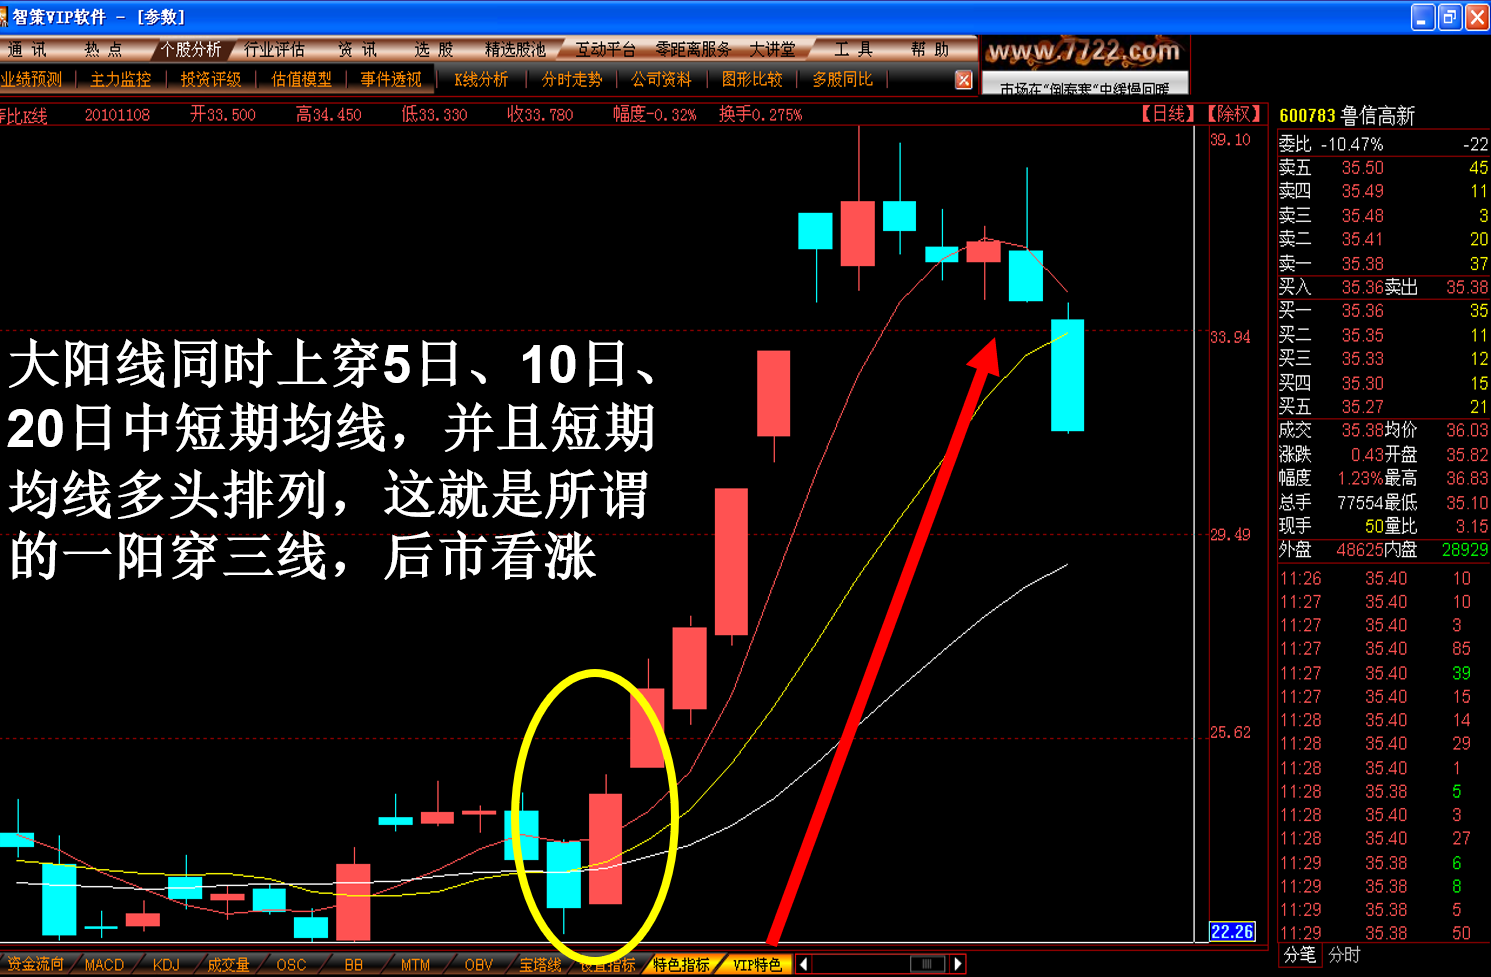 智策VIP软件 - [参数]
通 讯 热 点 个股分析 行业评估 资 讯 选 股 精选股池 互动平台 零距离服务 大讲堂 工 具 帮 助
www.7722.com
业绩预测 主力监控 投资评级 估值模型 事件透视 K线分析 分时走势 公司资料 图形比较 多股同比
市场在“倒春寒”中缓慢回暖
比K线 20101108 开33.500 高34.450 低33.330 收33.780 幅度-0.32% 换手0.275% 【日线】【除权】
39.10
33.94
29.49
25.62
22.26
大阳线同时上穿5日、10日、
20日中短期均线，并且短期
均线多头排列，这就是所谓
的一阳穿三线，后市看涨
600783 鲁信高新
委比 -10.47% -22
卖五 35.50 45
卖四 35.49 11
卖三 35.48 3
卖二 35.41 20
卖一 35.38 37
买入 35.36 卖出 35.38
买一 35.36 35
买二 35.35 11
买三 35.33 12
买四 35.30 15
买五 35.27 21
成交 35.38 均价 36.03
涨跌 0.43 开盘 35.82
幅度 1.23% 最高 36.83
总手 77554 最低 35.10
现手 50 量比 3.15
外盘 48625 内盘 28929
11:26 35.40 10
11:27 35.40 10
11:27 35.40 3
11:27 35.40 85
11:27 35.40 39
11:27 35.40 15
11:28 35.40 14
11:28 35.40 29
11:28 35.40 1
11:28 35.38 5
11:28 35.40 3
11:28 35.40 27
11:29 35.38 6
11:29 35.38 8
11:29 35.38 5
11:29 35.38 50
分笔 分时
资金流向 MACD KDJ 成交量 OSC BB MTM OBV 宝塔线 设置指标 特色指标 VIP特色